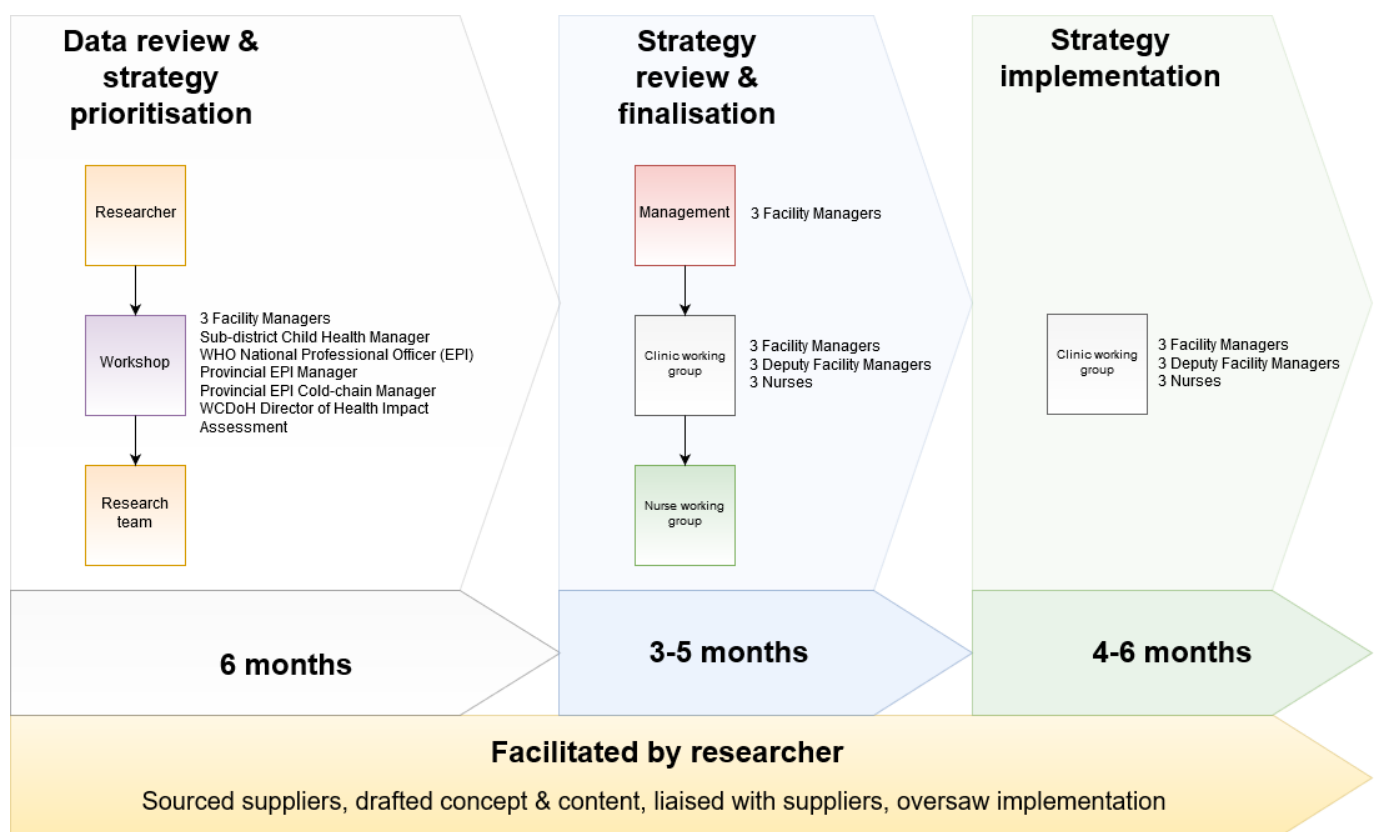 Data review &
strategy
prioritisation
Researcher
Workshop
3 Facility Managers
Sub-district Child Health Manager
WHO National Professional Officer (EPI)
Provincial EPI Manager
Provincial EPI Cold-chain Manager
WCDoH Director of Health Impact
Assessment
Research
team
6 months
Strategy
review &
finalisation
Management
3 Facility Managers
Clinic working
group
3 Facility Managers
3 Deputy Facility Managers
3 Nurses
Nurse working
group
3-5 months
Strategy
implementation
Clinic working
group
3 Facility Managers
3 Deputy Facility Managers
3 Nurses
4-6 months
Facilitated by researcher
Sourced suppliers, drafted concept & content, liaised with suppliers, oversaw implementation